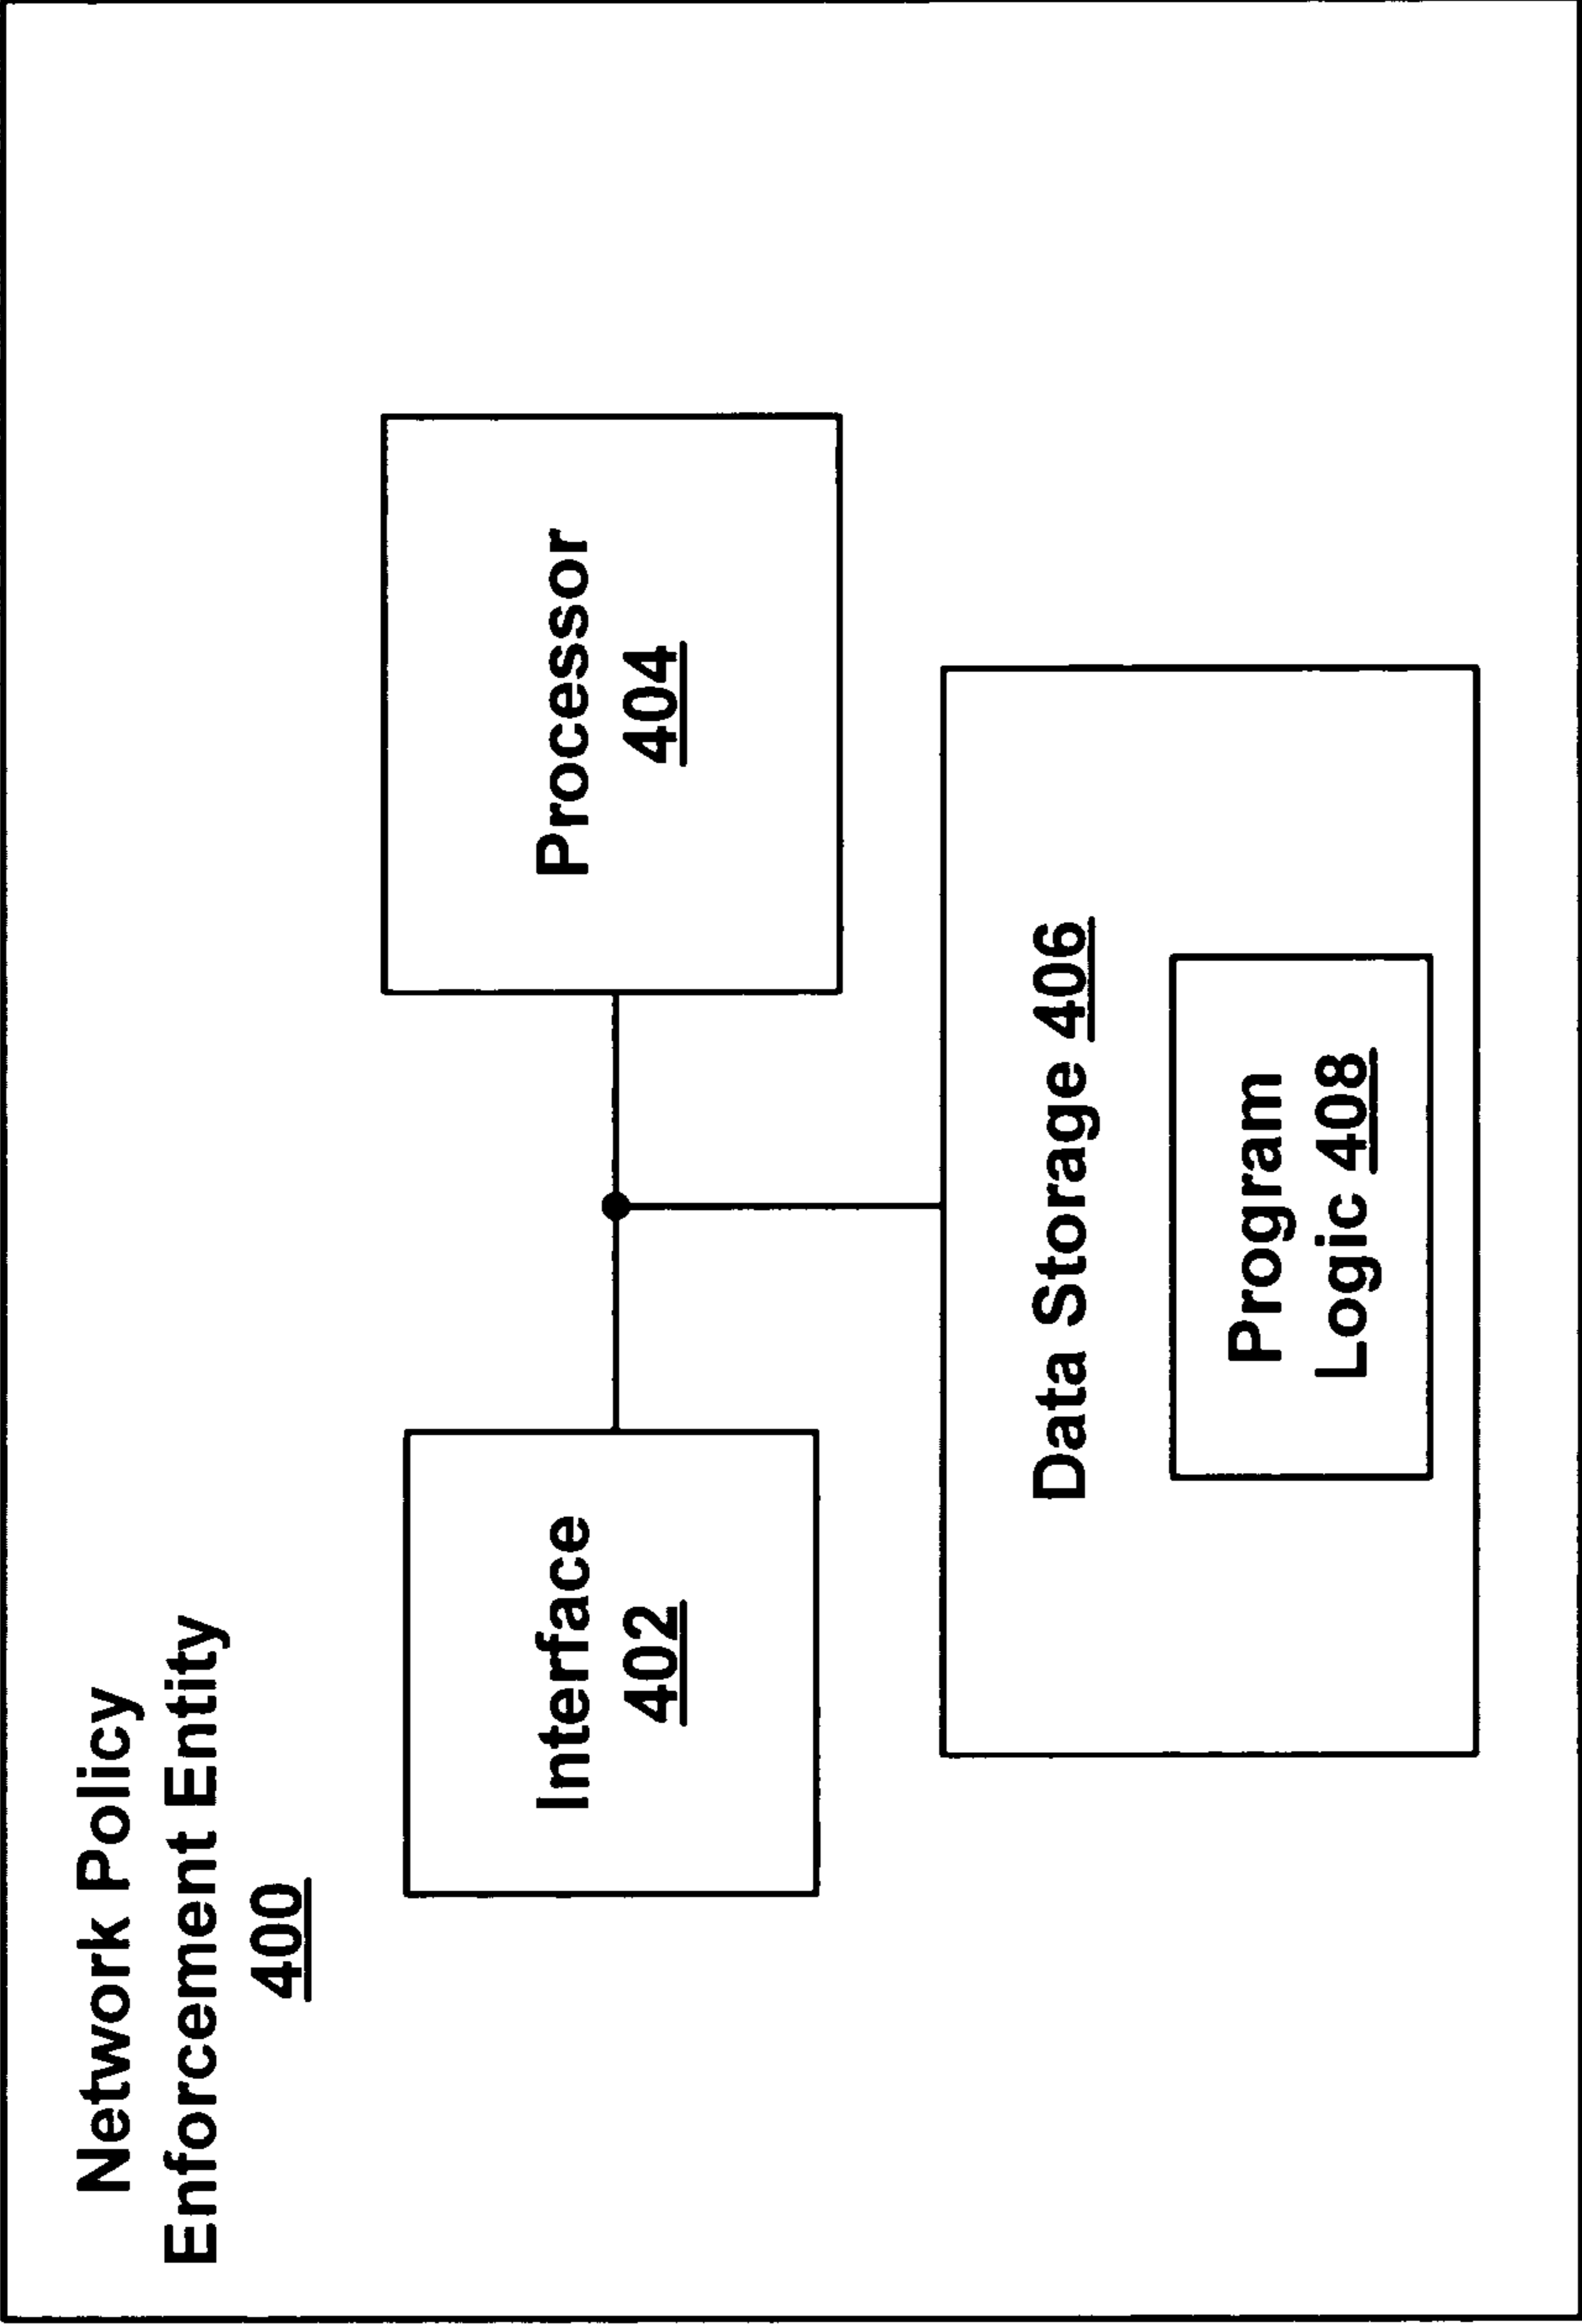 Network Policy
Enforcement Entity
400
Interface
402
Processor
404
Data Storage 406
Program
Logic 408